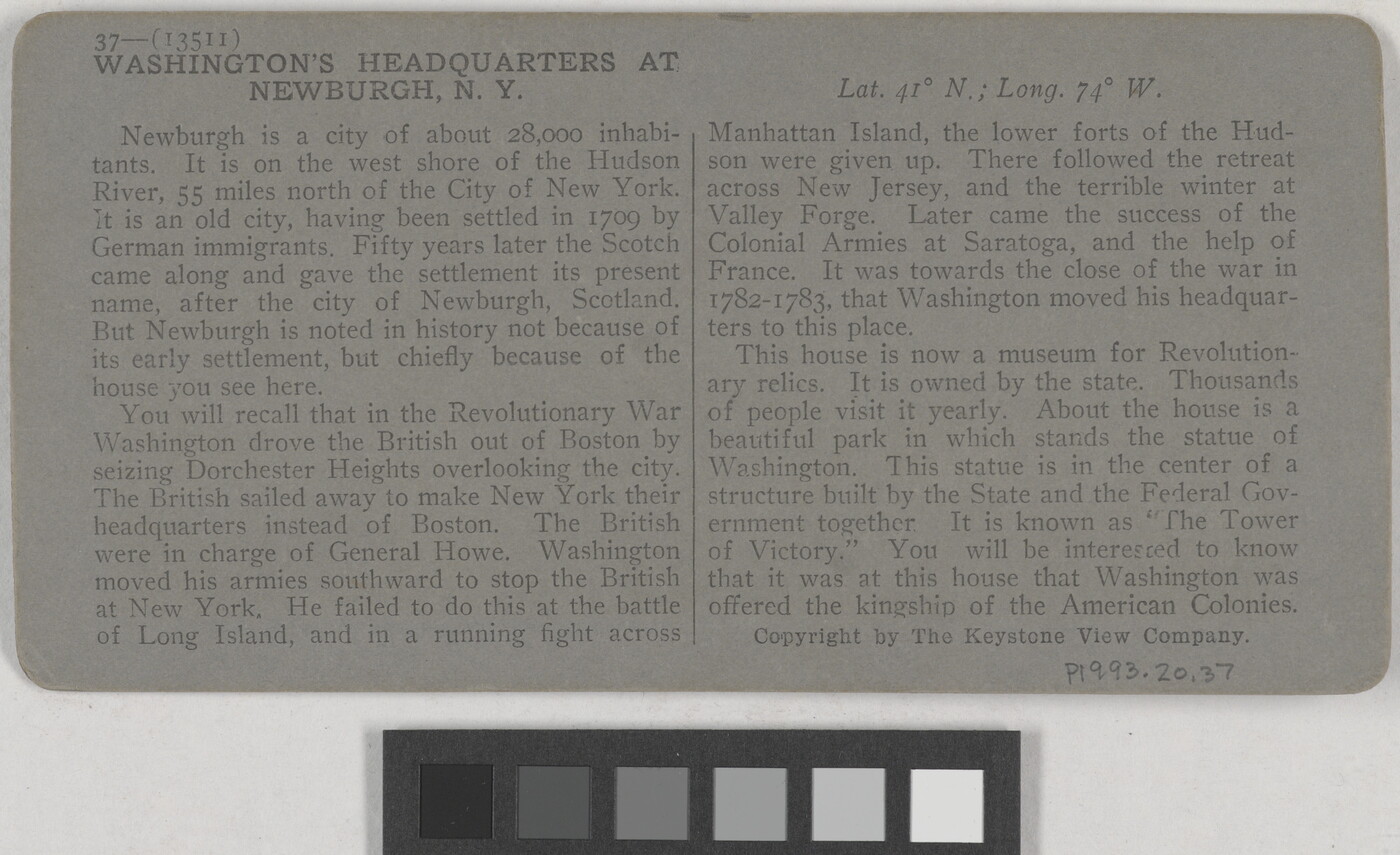 37—(13511)
WASHINGTON'S HEADQUARTERS AT
NEWBURGH, N. Y.
Newburgh is a city of about 28,000 inhabi-
tants. It is on the west shore of the Hudson
River, 55 miles north of the City of New York.
It is an old city, having been settled in 1709 by
German immigrants. Fifty years later the Scotch
came along and gave the settlement its present
name, after the city of Newburgh, Scotland.
But Newburgh is noted in history not because of
its early settlement, but chiefly because of the
house you see here.
You will recall that in the Revolutionary War
Washington drove the British out of Boston by
seizing Dorchester Heights overlooking the city.
The British sailed away to make New York their
headquarters instead of Boston. The British
were in charge of General Howe. Washington
moved his armies southward to stop the British
at New York. He failed to do this at the battle
of Long Island, and in a running fight across
Lat. 41° N.; Long. 74° W.
Manhattan Island, the lower forts of the Hud-
son were given up. There followed the retreat
across New Jersey, and the terrible winter at
Valley Forge. Later came the success of the
Colonial Armies at Saratoga, and the help of
France. It was towards the close of the war in
1782-1783, that Washington moved his headquar-
ters to this place.
This house is now a museum for Revolution-
ary relics. It is owned by the state. Thousands
of people visit it yearly. About the house is a
beautiful park in which stands the statue of
Washington. This statue is in the center of a
structure built by the State and the Federal Gov-
ernment together It is known as "The Tower
of Victory." You will be interested to know
that it was at this house that Washington was
offered the kingship of the American Colonies.
Copyright by The Keystone View Company.
P1993.20.37